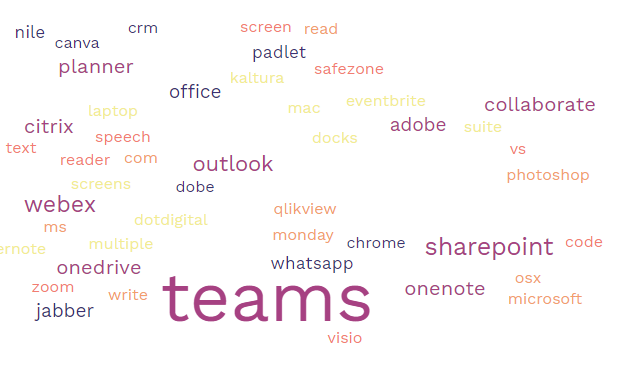 nile
crm
screen
read
canva
padlet
planner
safezone
kaltura
office
eventbrite
collaborate
laptop
mac
citrix
adobe
suite
speech
docks
text
vs
reader
com
outlook
photoshop
screens
dobe
webex
qlikview
dotdigital
ms
monday
chrome
sharepoint
code
ernote
multiple
whatsapp
onedrive
osx
zoom
write
teams
onenote
microsoft
jabber
visio